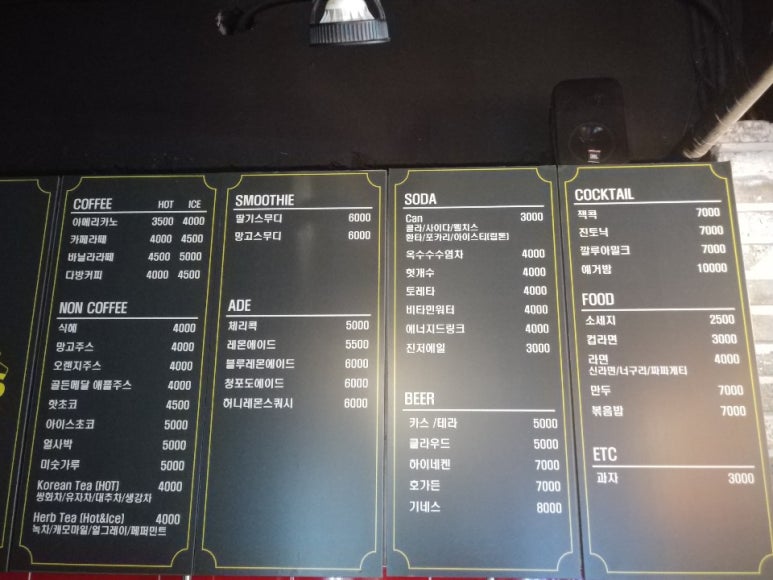 COFFEE HOT ICE
아메리카노 3500 4000
카페라떼 4000 4500
바닐라라떼 4500 5000
다방커피 4000 4500
NON COFFEE
식혜 4000
망고주스 4000
오렌지주스 4000
골든메달 애플주스 4000
핫초코 4500
아이스초코 5000
얼사박 5000
미숫가루 5000
Korean Tea (HOT) 4000
쌍화차/유자차/대추차/생강차
Herb Tea (Hot&Ice) 4000
녹차/캐모마일/얼그레이/페퍼민트
SMOOTHIE
딸기스무디 6000
망고스무디 6000
ADE
체리콕 5000
레몬에이드 5500
블루레몬에이드 6000
청포도에이드 6000
허니레몬스쿼시 6000
SODA
Can 3000
콜라/사이다/웰치스
환타/포카리/아이스티(립톤)
옥수수수염차 4000
헛개수 4000
토레타 4000
비타민워터 4000
에너지드링크 4000
진저에일 3000
BEER
카스 /테라 5000
클라우드 5000
하이네켄 7000
호가든 7000
기네스 8000
COCKTAIL
잭콕 7000
진토닉 7000
깔루아밀크 7000
예거밤 10000
FOOD
소세지 2500
컵라면 3000
라면 4000
신라면/너구리/짜파게티
만두 7000
볶음밥 7000
ETC
과자 3000